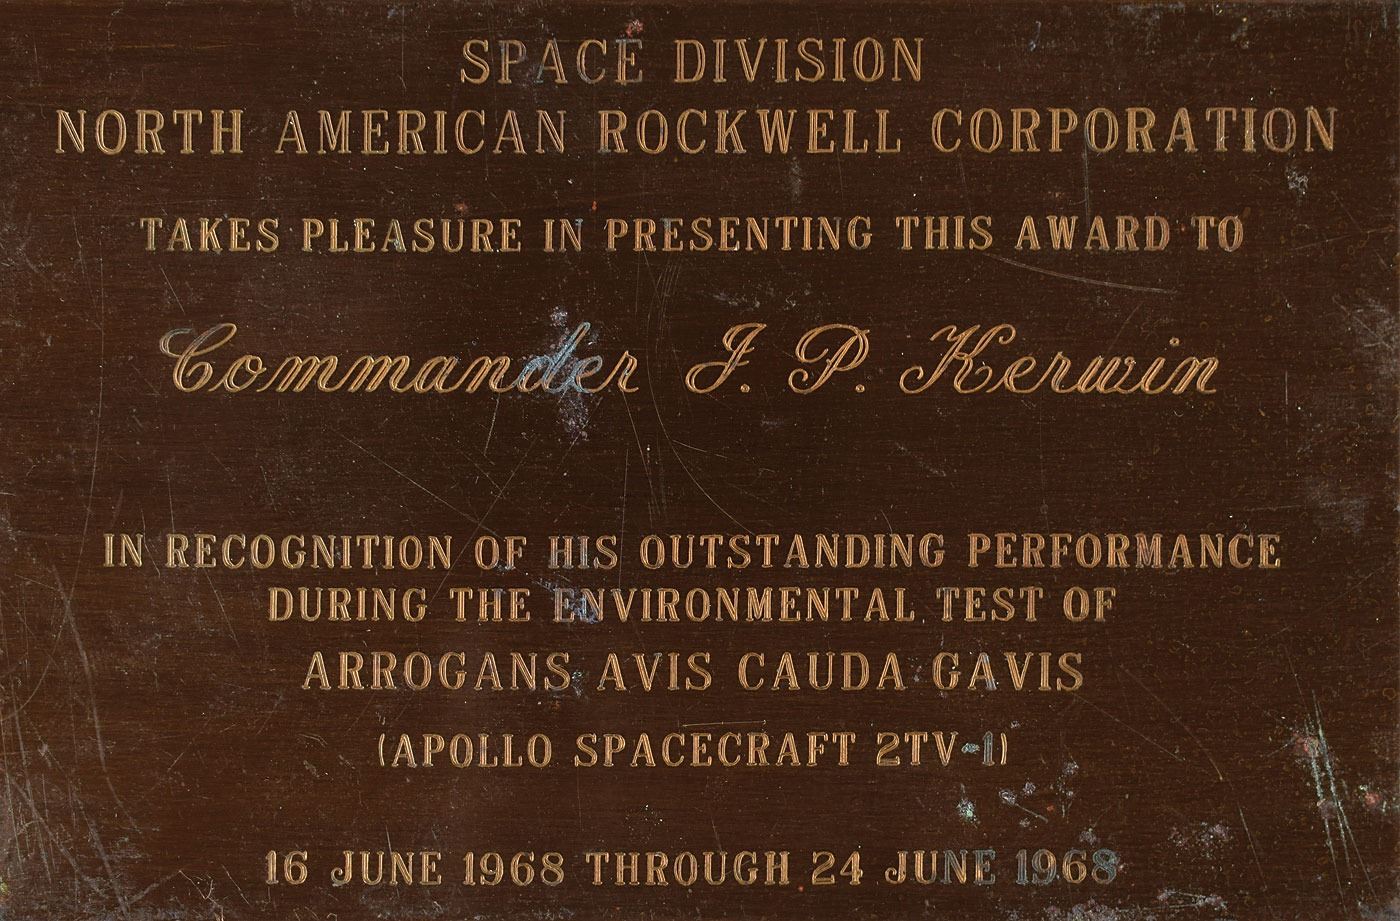 SPACE DIVISION
NORTH AMERICAN ROCKWELL CORPORATION
TAKES PLEASURE IN PRESENTING THIS AWARD TO
Commander J. P. Kerwin
IN RECOGNITION OF HIS OUTSTANDING PERFORMANCE
DURING THE ENVIRONMENTAL TEST OF
ARROGANS AVIS CAUDA GAVIS
(APOLLO SPACECRAFT 2TV-1)
16 JUNE 1968 THROUGH 24 JUNE 1968